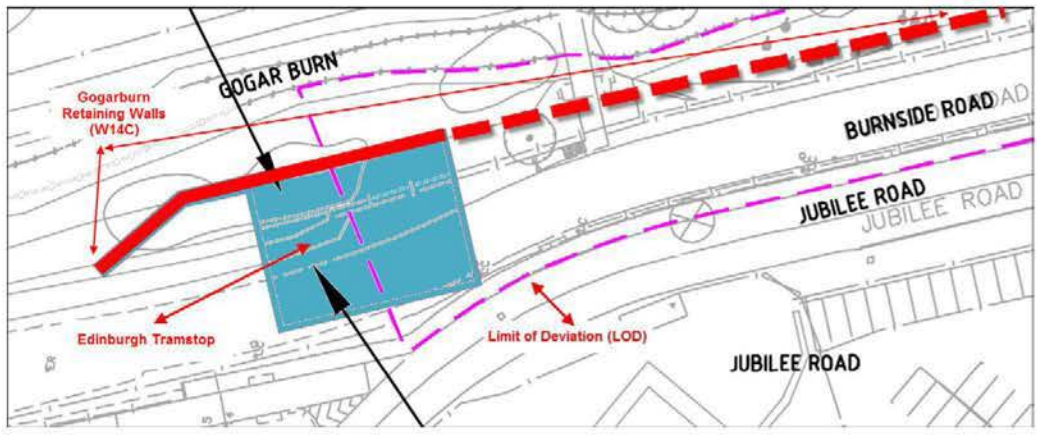 GOGAR BURN
Gogarburn
Retaining Walls
(W14C)
BURNSIDE ROAD
ROAD
JUBILEE ROAD
JUBILEE ROAD
Edinburgh Tramstop
Limit of Deviation (LOD)
JUBILEE ROAD